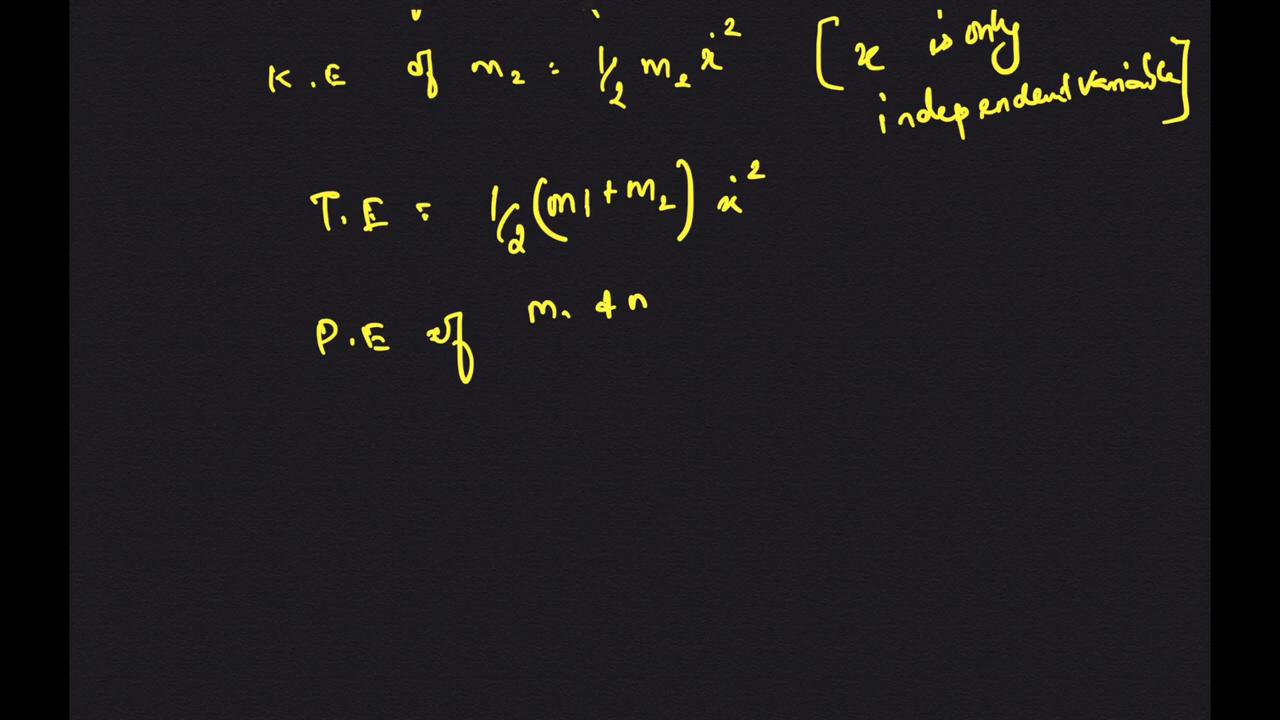 K.E of m₂ = 1/2 m₂ ẋ² [x is only
independent variable]
T.E = 1/2 (m1 + m₂) ẋ²
P.E of m₁ & n